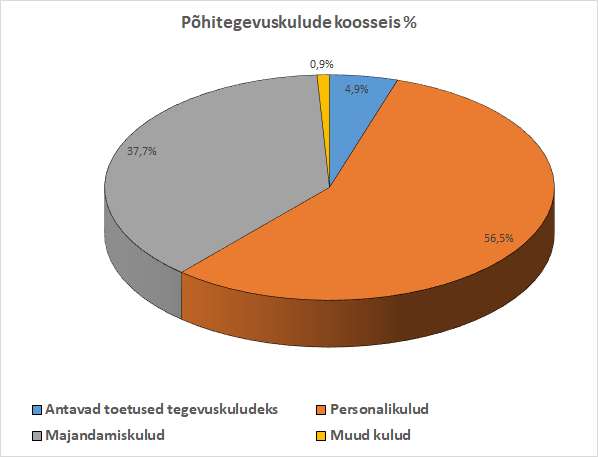 Põhitegevuskulude koosseis %
0,9%
4,9%
37,7%
56,5%
Antavad toetused tegevuskuludeks
Personalikulud
Majandamiskulud
Muud kulud